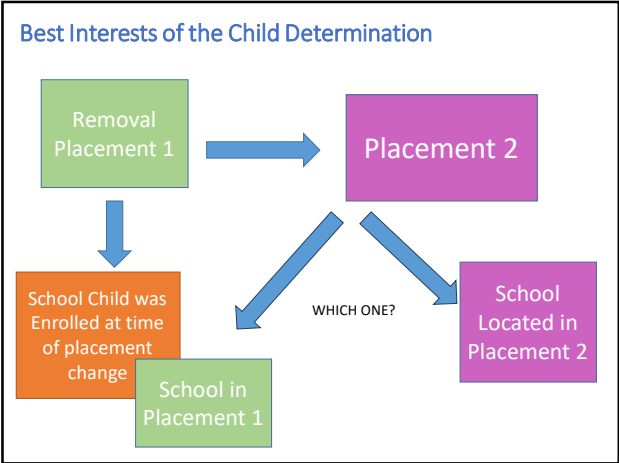 Best Interests of the Child Determination
Removal
Placement 1
Placement 2
School Child was
Enrolled at time
of placement
change
WHICH ONE?
School
Located in
Placement 2
School in
Placement 1